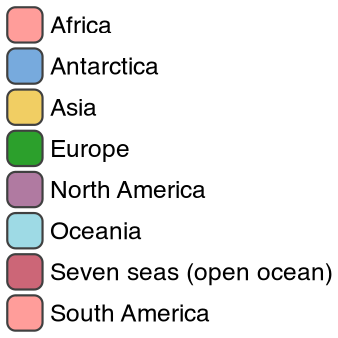 Africa
Antarctica
Asia
Europe
North America
Oceania
Seven seas (open ocean)
South America